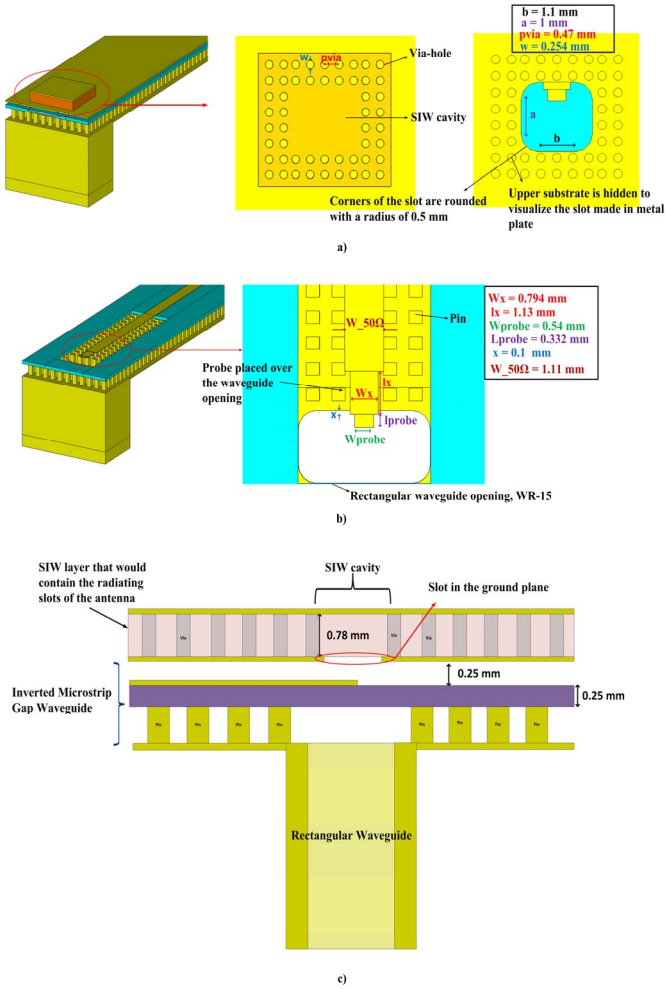 b = 1.1 mm
a = 1 mm
pvia = 0.47 mm
w = 0.254 mm
w
pvia
Via-hole
SIW cavity
a
b
Corners of the slot are rounded
with a radius of 0.5 mm
Upper substrate is hidden to
visualize the slot made in metal
plate
a)
Wx = 0.794 mm
lx = 1.13 mm
Wprobe = 0.54 mm
Lprobe = 0.332 mm
x = 0.1 mm
W_50Ω = 1.11 mm
W_50Ω
Pin
Probe placed over
the waveguide
opening
lx
Wx
x
lprobe
Wprobe
Rectangular waveguide opening, WR-15
b)
SIW layer that would
contain the radiating
slots of the antenna
SIW cavity
Slot in the ground plane
0.78 mm
Via
Via
Via
0.25 mm
0.25 mm
Inverted Microstrip
Gap Waveguide
Pin
Pin
Pin
Pin
Pin
Pin
Pin
Pin
Rectangular Waveguide
c)